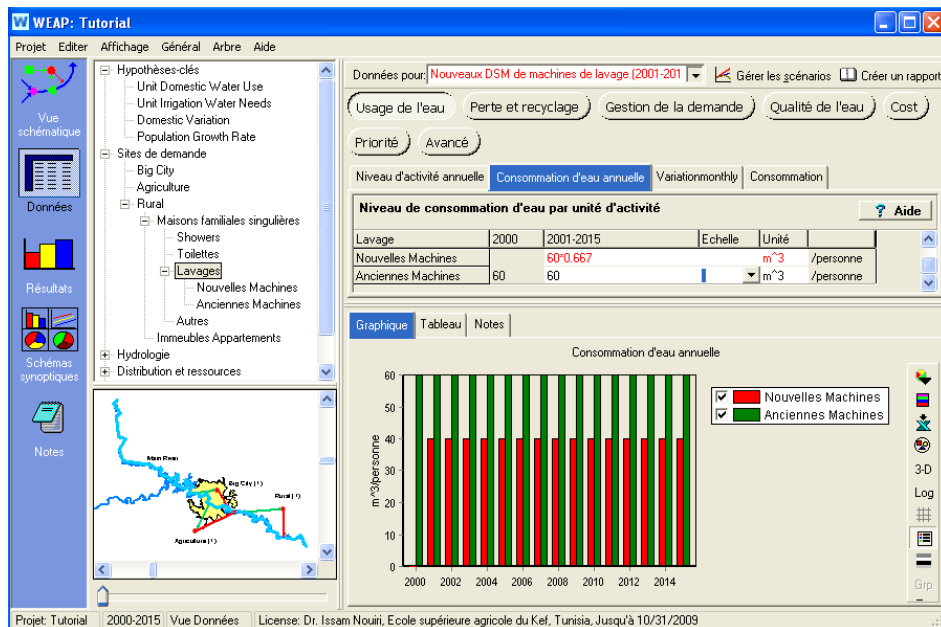 WEAP: Tutorial
Projet Editer Affichage Général Arbre Aide
Vue schématique
Données
Résultats
Schémas synoptiques
Notes
Hypothèses-clés
Unit Domestic Water Use
Unit Irrigation Water Needs
Domestic Variation
Population Growth Rate
Sites de demande
Big City
Agriculture
Rural
Maisons familiales singulières
Showers
Toilettes
Lavages
Nouvelles Machines
Anciennes Machines
Autres
Immeubles Appartements
Hydrologie
Distribution et ressources
Main River
Big City (1)
Rural (1)
Agriculture (1)
Données pour: Nouveaux DSM de machines de lavage (2001-201 Gérer les scénarios Créer un rapport
Usage de l'eau Perte et recyclage Gestion de la demande Qualité de l'eau Cost
Priorité Avancé
Niveau d'activité annuelle Consommation d'eau annuelle Variationmonthly Consommation
Niveau de consommation d'eau par unité d'activité ? Aide
Lavage 2000 2001-2015 Echelle Unité
Nouvelles Machines 60*0.667 m^3 /personne
Anciennes Machines 60 60 m^3 /personne
Graphique Tableau Notes
Consommation d'eau annuelle
m^3/personne
60
50
40
30
20
10
0
2000 2002 2004 2006 2008 2010 2012 2014
Nouvelles Machines
Anciennes Machines
3-D
Log
Grp
Projet: Tutorial 2000-2015 Vue Données License: Dr. Issam Nouiri, Ecole supérieure agricole du Kef, Tunisia, Jusqu'à 10/31/2009